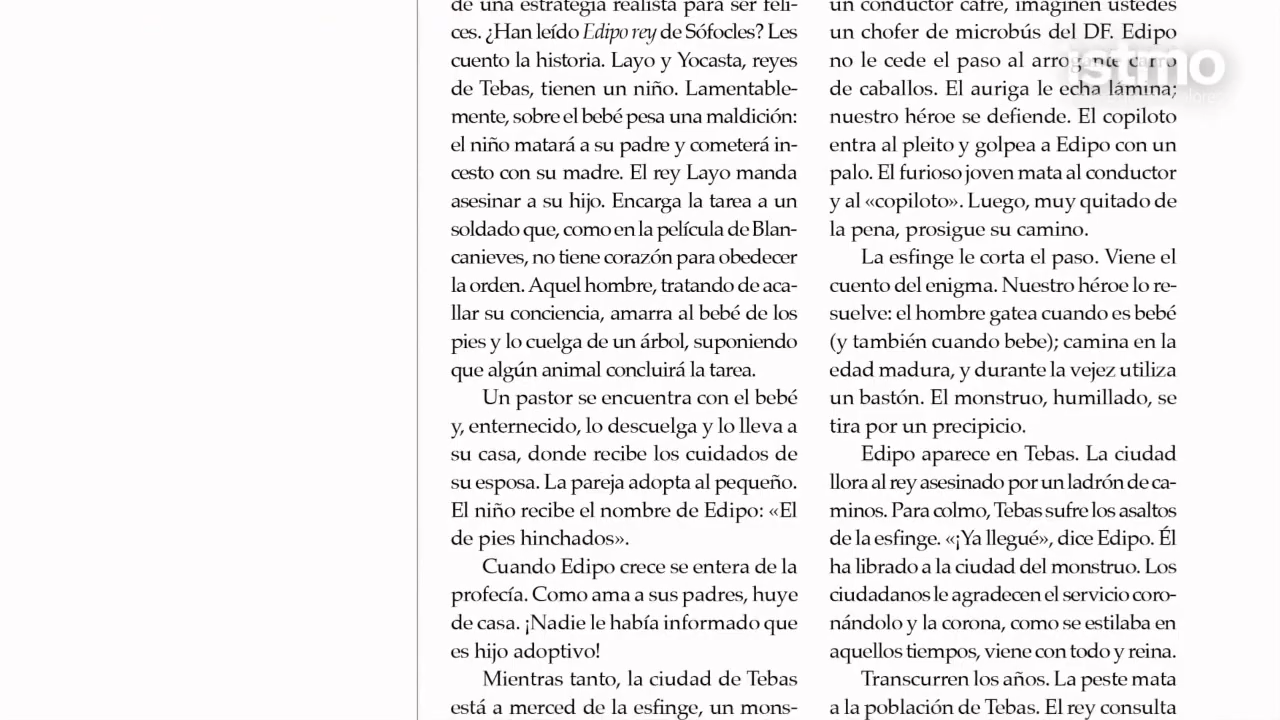 de una estrategia realista para ser feli-
ces. ¿Han leído Edipo rey de Sófocles? Les
cuento la historia. Layo y Yocasta, reyes
de Tebas, tienen un niño. Lamentable-
mente, sobre el bebé pesa una maldición:
el niño matará a su padre y cometerá in-
cesto con su madre. El rey Layo manda
asesinar a su hijo. Encarga la tarea a un
soldado que, como en la película de Blan-
canieves, no tiene corazón para obedecer
la orden. Aquel hombre, tratando de aca-
llar su conciencia, amarra al bebé de los
pies y lo cuelga de un árbol, suponiendo
que algún animal concluirá la tarea.
Un pastor se encuentra con el bebé
y, enternecido, lo descuelga y lo lleva a
su casa, donde recibe los cuidados de
su esposa. La pareja adopta al pequeño.
El niño recibe el nombre de Edipo: «El
de pies hinchados».
Cuando Edipo crece se entera de la
profecía. Como ama a sus padres, huye
de casa. ¡Nadie le había informado que
es hijo adoptivo!
Mientras tanto, la ciudad de Tebas
está a merced de la esfinge, un mons-
un conductor cafre, imaginen ustedes
un chofer de microbús del DF. Edipo
no le cede el paso al arrogante carro
de caballos. El auriga le echa lámina;
nuestro héroe se defiende. El copiloto
entra al pleito y golpea a Edipo con un
palo. El furioso joven mata al conductor
y al «copiloto». Luego, muy quitado de
la pena, prosigue su camino.
La esfinge le corta el paso. Viene el
cuento del enigma. Nuestro héroe lo re-
suelve: el hombre gatea cuando es bebé
(y también cuando bebe); camina en la
edad madura, y durante la vejez utiliza
un bastón. El monstruo, humillado, se
tira por un precipicio.
Edipo aparece en Tebas. La ciudad
llora al rey asesinado por un ladrón de ca-
minos. Para colmo, Tebas sufre los asaltos
de la esfinge. «¡Ya llegué», dice Edipo. Él
ha librado a la ciudad del monstruo. Los
ciudadanos le agradecen el servicio coro-
nándolo y la corona, como se estilaba en
aquellos tiempos, viene con todo y reina.
Transcurren los años. La peste mata
a la población de Tebas. El rey consulta
istmo